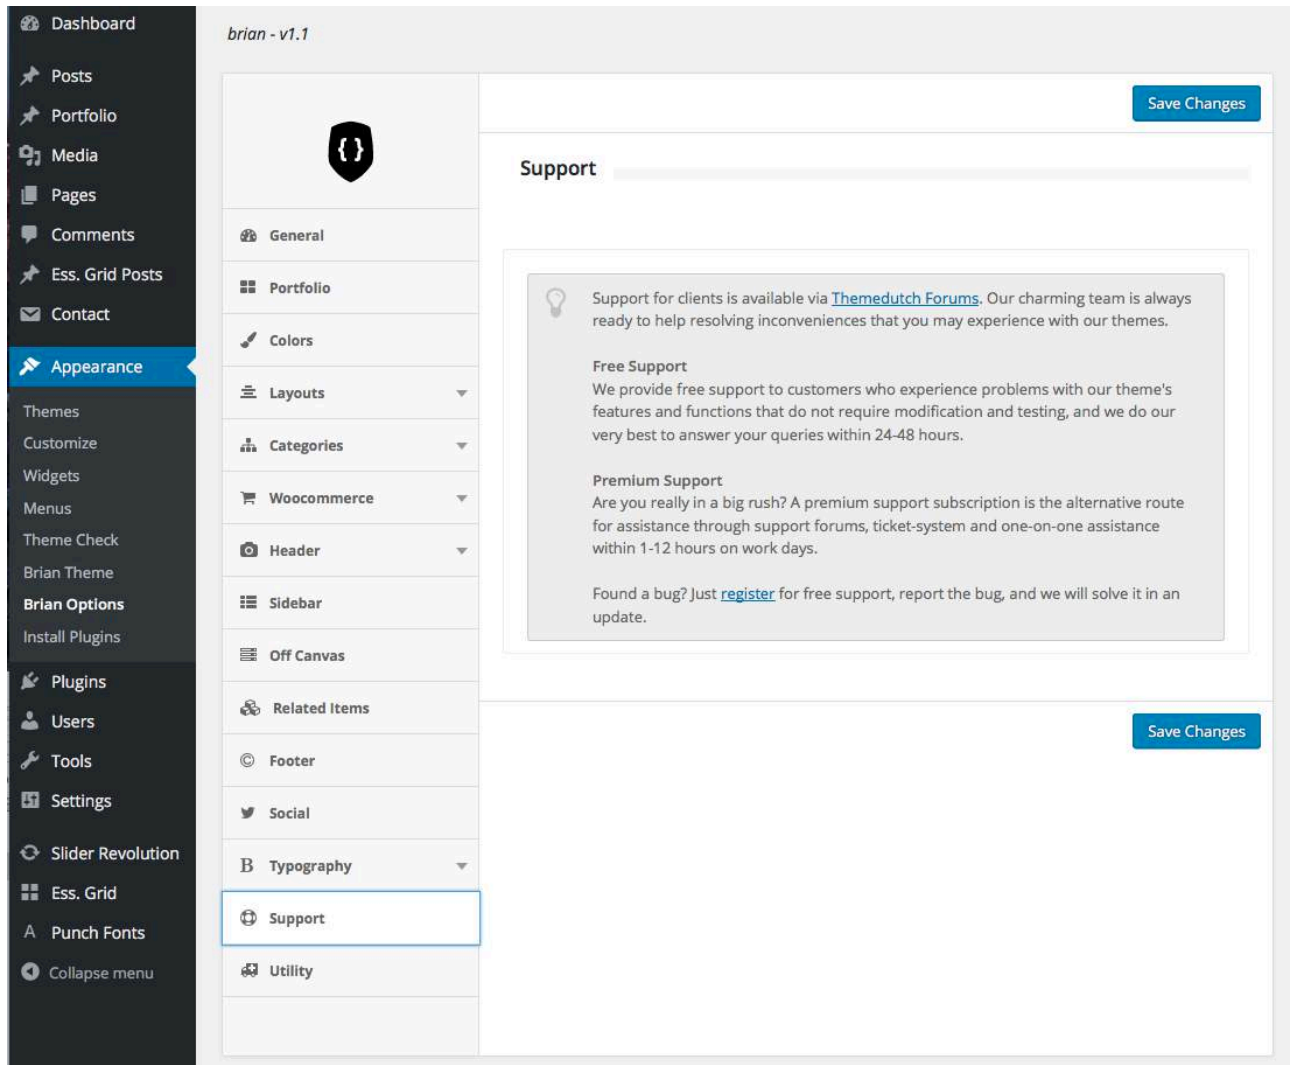 Dashboard
Posts
Portfolio
Media
Pages
Comments
Ess. Grid Posts
Contact
Appearance
Themes
Customize
Widgets
Menus
Theme Check
Brian Theme
Brian Options
Install Plugins
Plugins
Users
Tools
Settings
Slider Revolution
Ess. Grid
Punch Fonts
Collapse menu
brian - v1.1
{ }
General
Portfolio
Colors
Layouts
Categories
Woocommerce
Header
Sidebar
Off Canvas
Related Items
Footer
Social
Typography
Support
Utility
Save Changes
Support
Support for clients is available via Themedutch Forums. Our charming team is always
ready to help resolving inconveniences that you may experience with our themes.
Free Support
We provide free support to customers who experience problems with our theme's
features and functions that do not require modification and testing, and we do our
very best to answer your queries within 24-48 hours.
Premium Support
Are you really in a big rush? A premium support subscription is the alternative route
for assistance through support forums, ticket-system and one-on-one assistance
within 1-12 hours on work days.
Found a bug? Just register for free support, report the bug, and we will solve it in an
update.
Save Changes